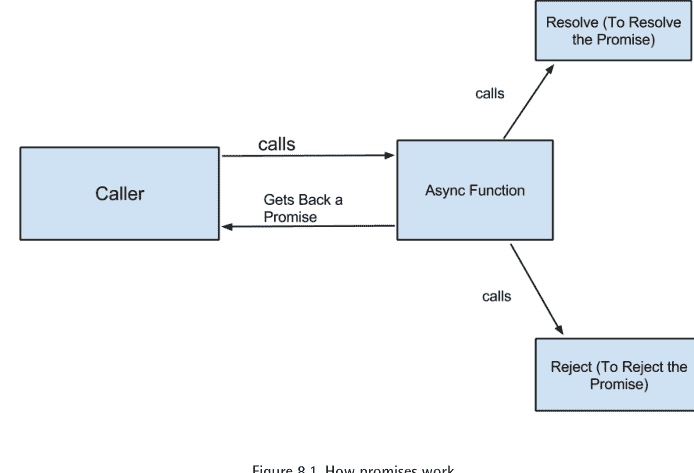 Resolve (To Resolve
the Promise)
calls
calls
Caller
Async Function
Gets Back a
Promise
calls
Reject (To Reject the
Promise)
Figure 8.1. How promises work